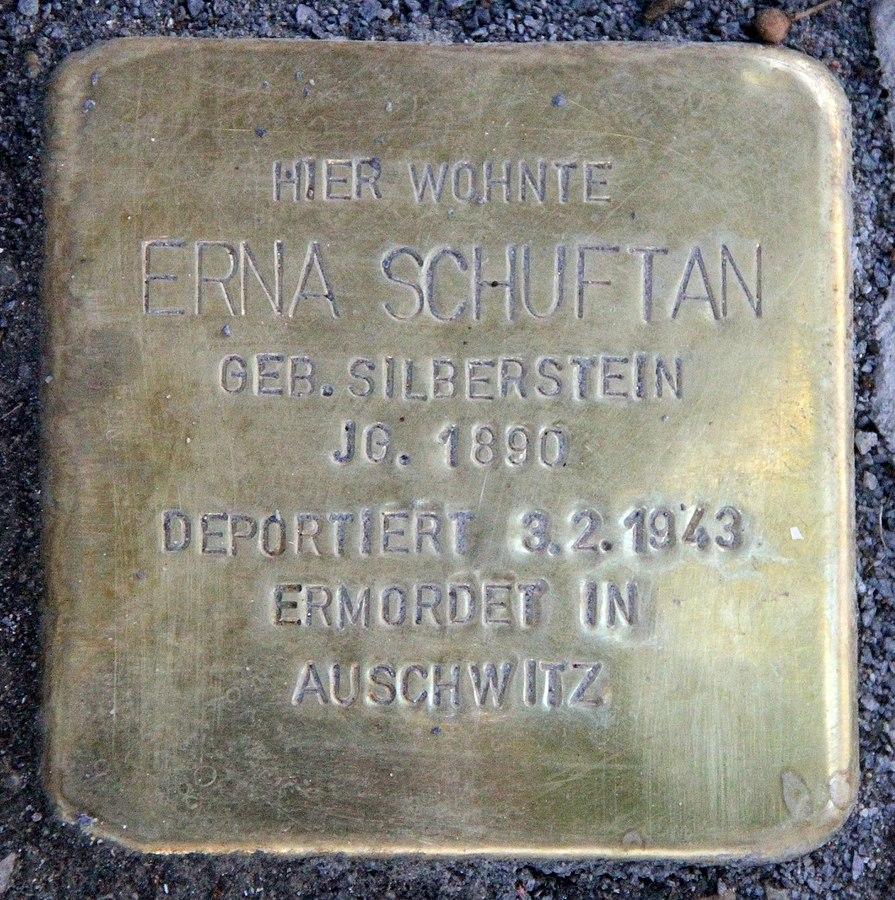 HIER WOHNTE
ERNA SCHUFTAN
GEB. SILBERSTEIN
JG. 1890
DEPORTIERT 3.2.1943
ERMORDET IN
AUSCHWITZ